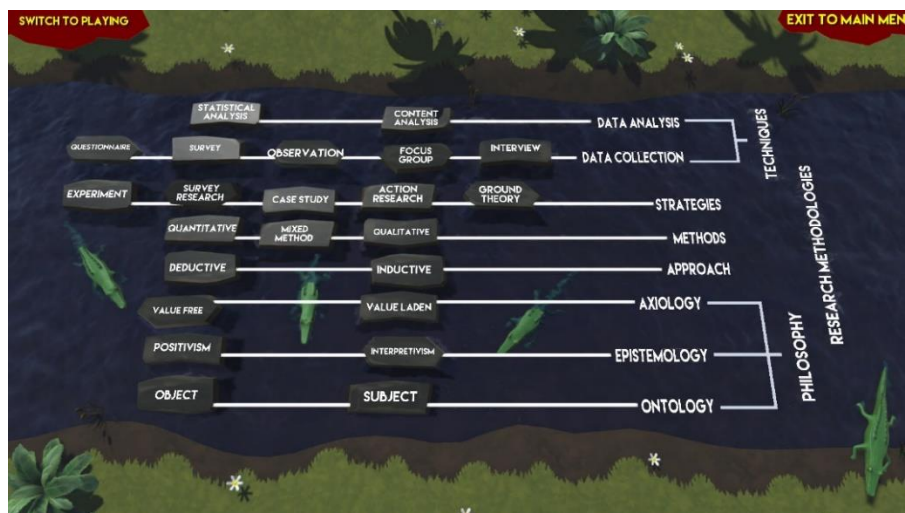 SWITCH TO PLAYING
EXIT TO MAIN MEN
STATISTICAL
ANALYSIS
CONTENT
ANALYSIS
DATA ANALYSIS
QUESTIONNAIRE
SURVEY
OBSERVATION
FOCUS
GROUP
INTERVIEW
DATA COLLECTION
TECHNIQUES
EXPERIMENT
SURVEY
RESEARCH
CASE STUDY
ACTION
RESEARCH
GROUND
THEORY
STRATEGIES
QUANTITATIVE
MIXED
METHOD
QUALITATIVE
METHODS
DEDUCTIVE
INDUCTIVE
APPROACH
RESEARCH METHODOLOGIES
VALUE FREE
VALUE LADEN
AXIOLOGY
POSITIVISM
INTERPRETIVISM
EPISTEMOLOGY
PHILOSOPHY
OBJECT
SUBJECT
ONTOLOGY